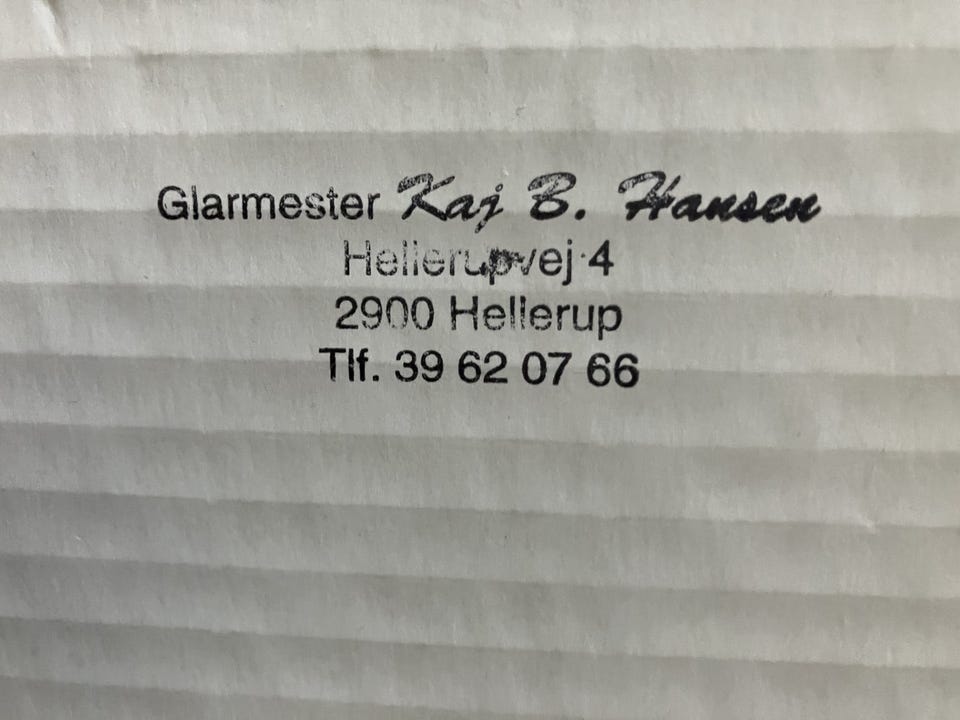 Glarmester Kaj B. Hansen
Hellerupvej 4
2900 Hellerup
Tlf. 39 62 07 66